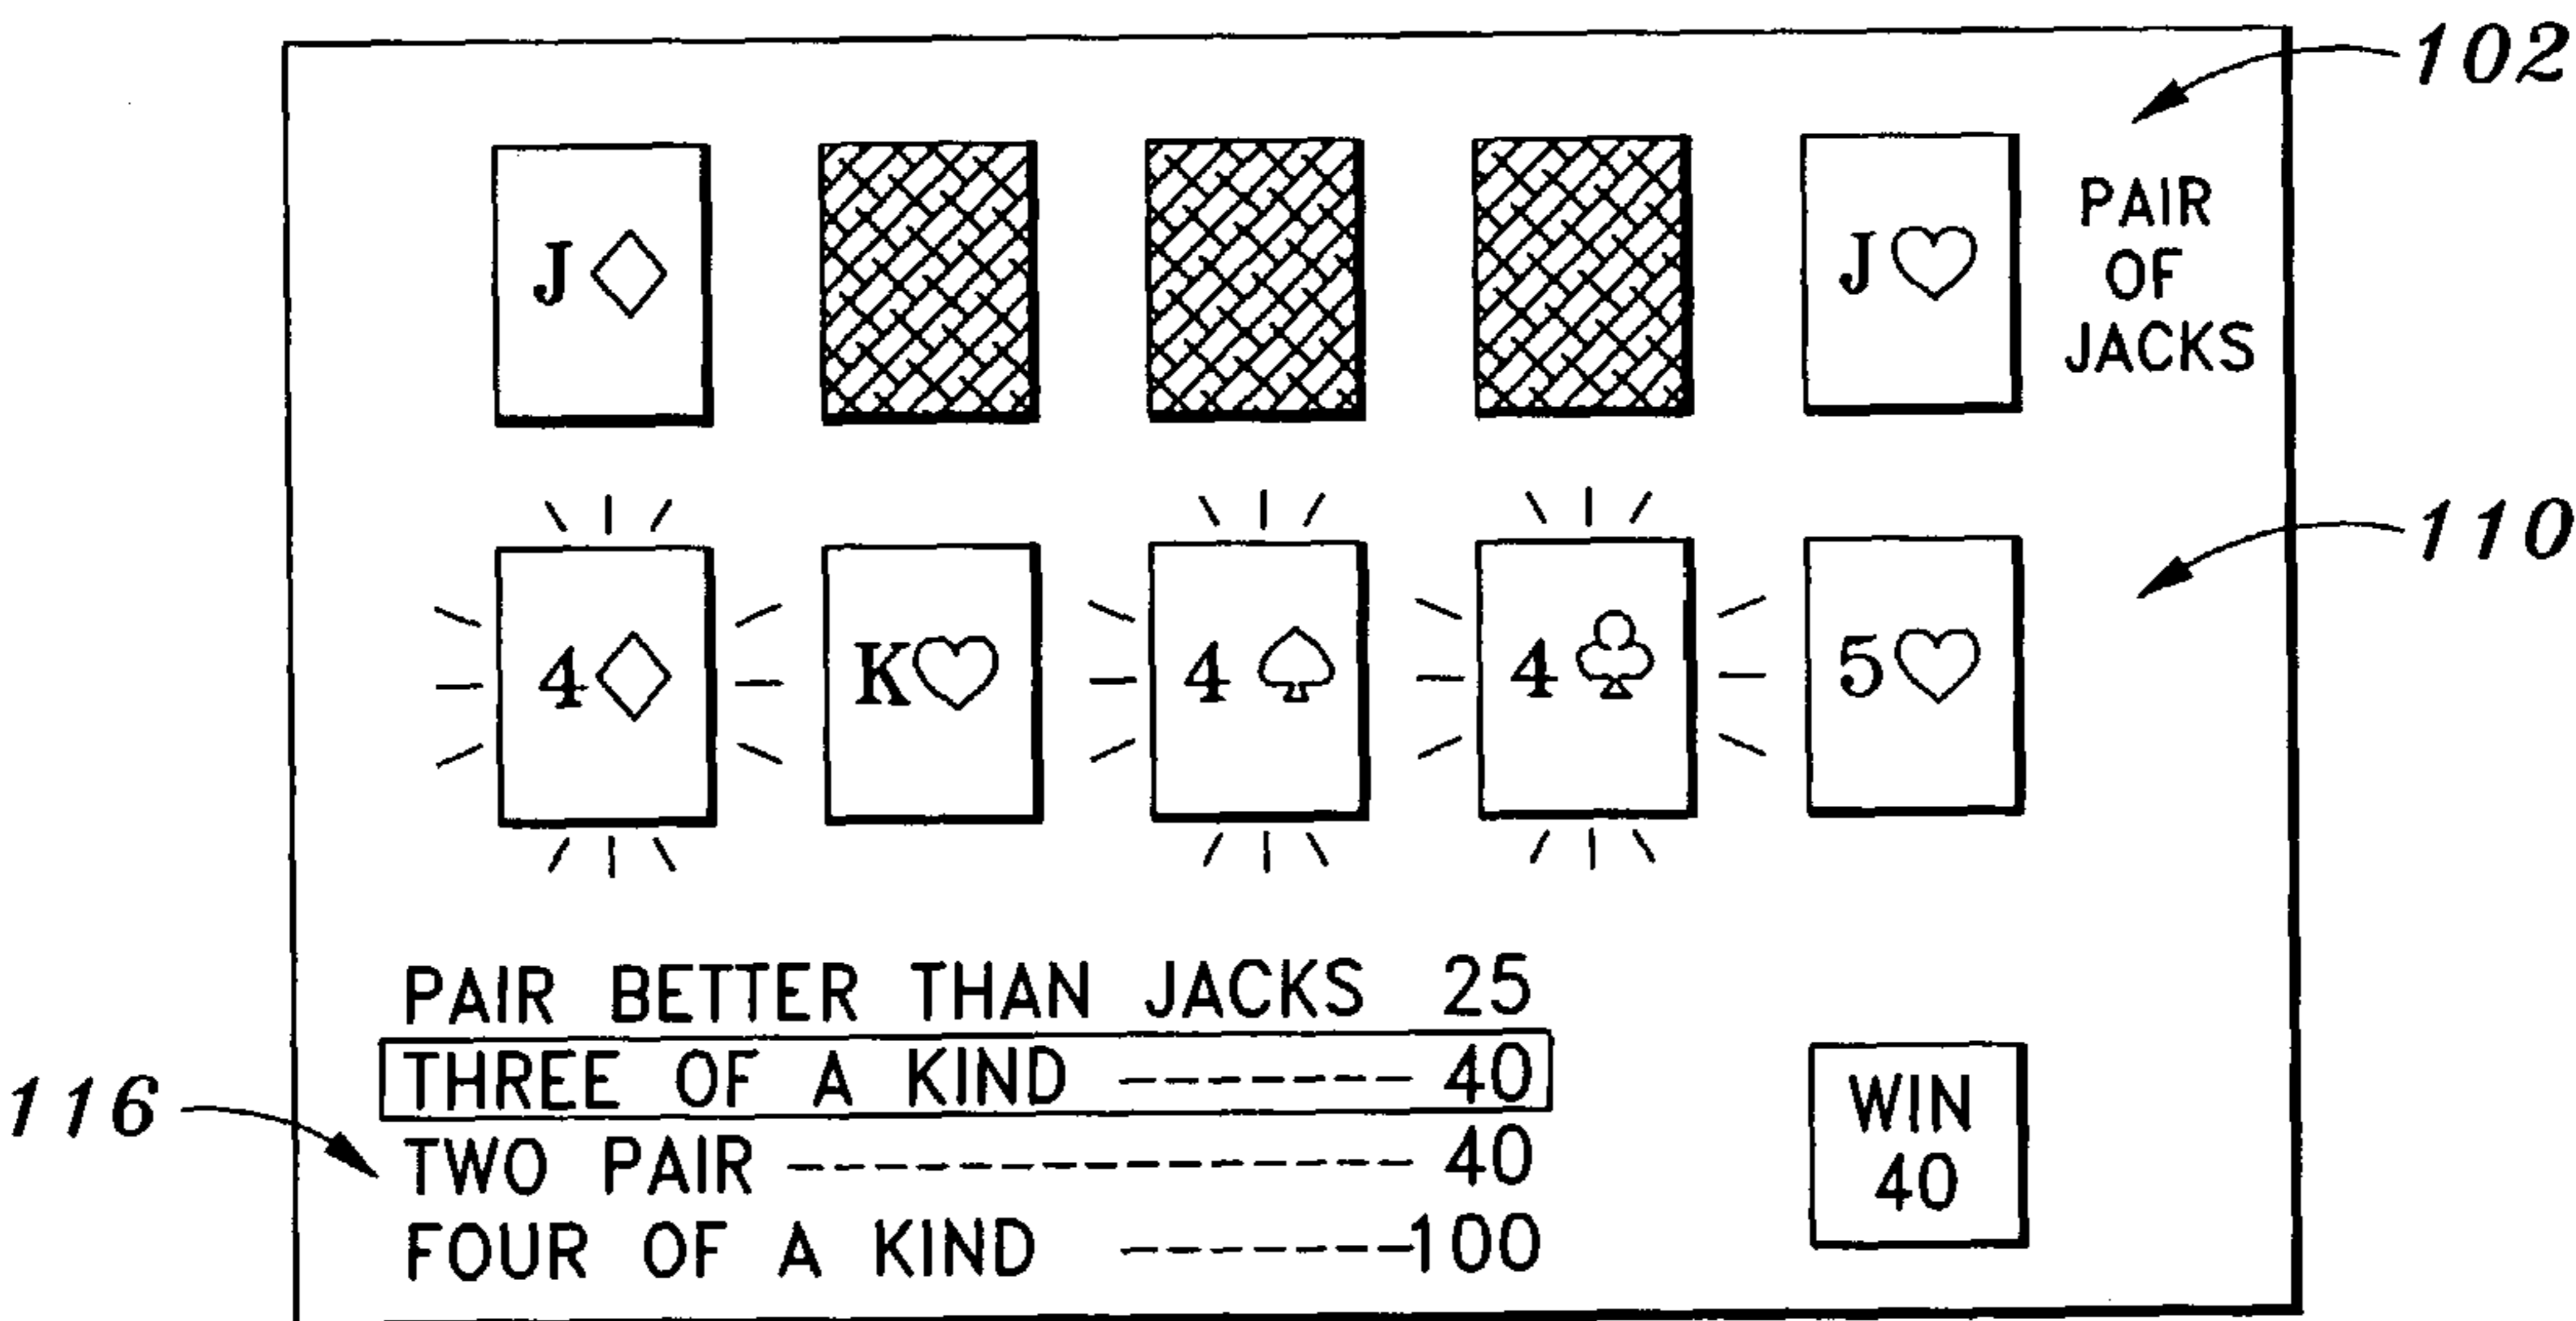 102
J♢ J♡
PAIR
OF
JACKS
110
4♢ K♡ 4♤ 4♧ 5♡
PAIR BETTER THAN JACKS 25
THREE OF A KIND ------- 40
116
TWO PAIR --------------- 40
FOUR OF A KIND -------100
WIN
40